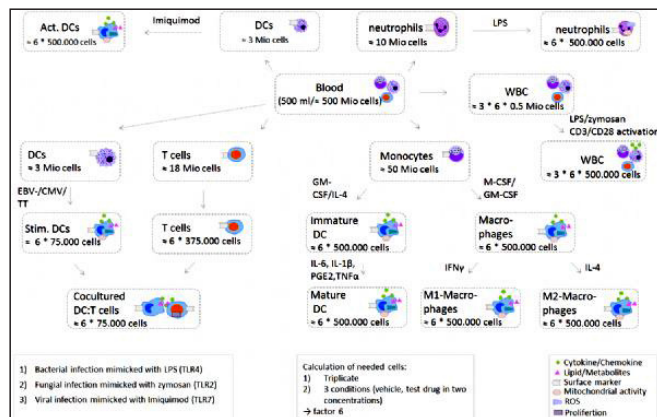 Act. DCs
≈ 6 * 500.000 cells
Imiquimod
DCs
≈ 3 Mio cells
neutrophils
≈ 10 Mio cells
LPS
neutrophils
≈ 6 * 500.000 cells
Blood
(500 ml/≈ 500 Mio cells)
WBC
≈ 3 * 6 * 0.5 Mio cells
LPS/zymosan
CD3/CD28 activation
WBC
≈ 3 * 6 * 500.000 cells
DCs
≈ 3 Mio cells
T cells
≈ 18 Mio cells
Monocytes
≈ 50 Mio cells
EBV-/CMV/
TT
GM-
CSF/IL-4
M-CSF/
GM-CSF
Stim. DCs
≈ 6 * 75.000 cells
T cells
≈ 6 * 375.000 cells
Immature
DC
≈ 6 * 500.000 cells
Macro-
phages
≈ 6 * 500.000 cells
IL-6, IL-1β,
PGE2,TNFα
IFNγ
IL-4
Cocultured
DC:T cells
≈ 6 * 75.000 cells
Mature
DC
≈ 6 * 500.000 cells
M1-Macro-
phages
≈ 6 * 500.000 cells
M2-Macro-
phages
≈ 6 * 500.000 cells
1) Bacterial infection mimicked with LPS (TLR4)
2) Fungial infection mimicked with zymosan (TLR2)
3) Viral infection mimicked with Imiquimod (TLR7)
Calculation of needed cells:
1) Triplicate
2) 3 conditions (vehicle, test drug in two
concentrations)
→ factor 6
Cytokine/Chemokine
Lipid/Metabolites
Surface marker
Mitochondrial activity
ROS
Prolifertion